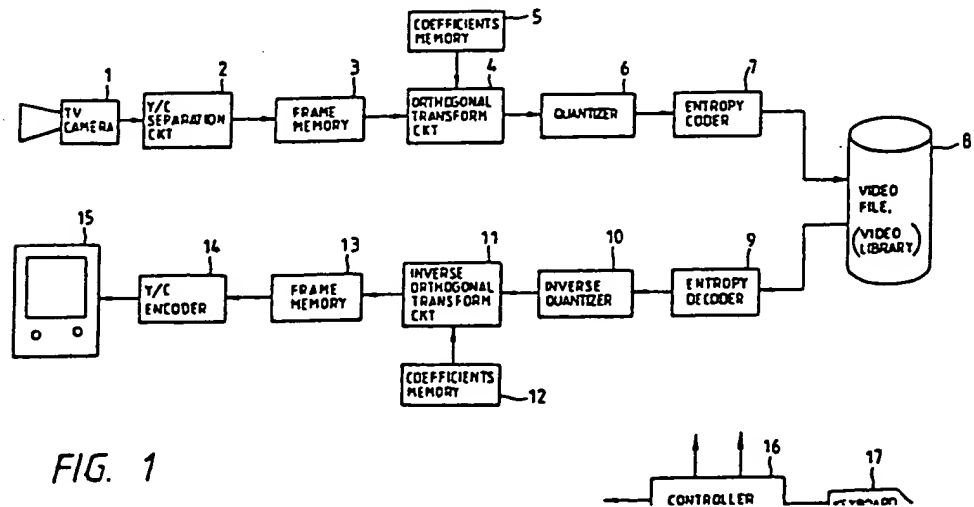 5
COEFFICIENTS
MEMORY
1
2
3
4
6
7
TV
CAMERA
Y/C
SEPARATION
CKT
FRAME
MEMORY
ORTHOGONAL
TRANSFORM
CKT
QUANTIZER
ENTROPY
CODER
8
VIDEO
FILE.
(VIDEO
LIBRARY)
15
14
13
11
10
9
Y/C
ENCODER
FRAME
MEMORY
INVERSE
ORTHOGONAL
TRANSFORM
CKT
INVERSE
QUANTIZER
ENTROPY
DECODER
COEFFICIENTS
MEMORY
12
FIG. 1
16
17
CONTROLLER
KEYBOARD